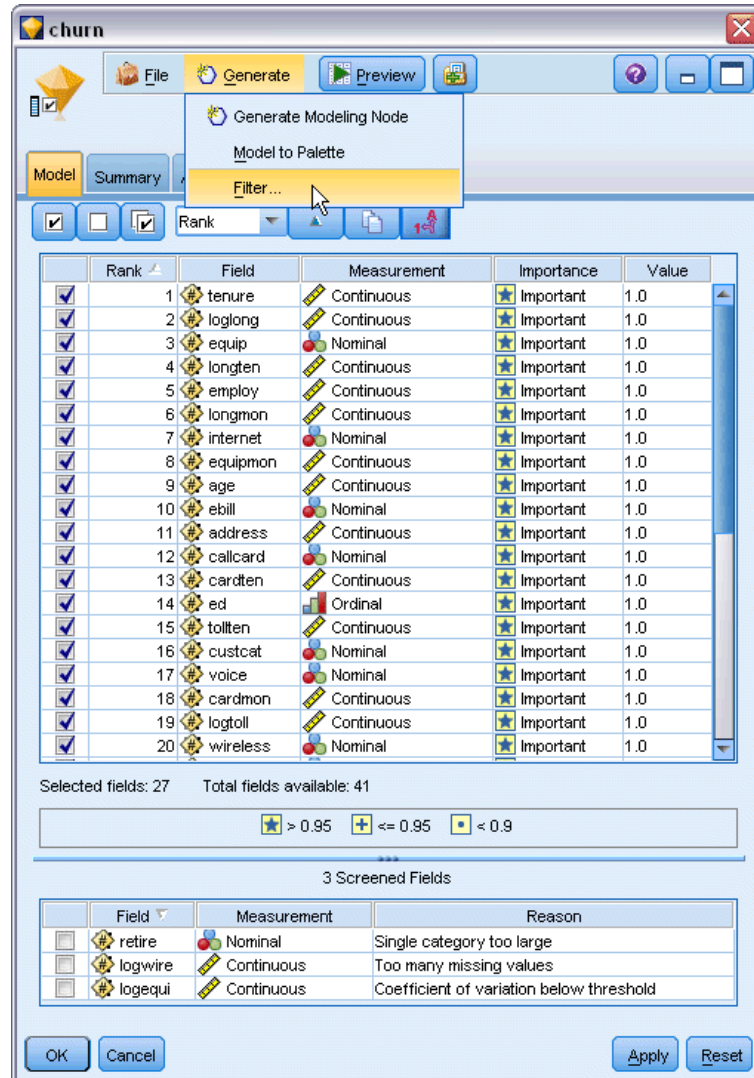 churn
File Generate Preview
Generate Modeling Node
Model to Palette
Filter...
Model Summary
Rank
Rank Field Measurement Importance Value
1 tenure Continuous Important 1.0
2 loglong Continuous Important 1.0
3 equip Nominal Important 1.0
4 longten Continuous Important 1.0
5 employ Continuous Important 1.0
6 longmon Continuous Important 1.0
7 internet Nominal Important 1.0
8 equipmon Continuous Important 1.0
9 age Continuous Important 1.0
10 ebill Nominal Important 1.0
11 address Continuous Important 1.0
12 callcard Nominal Important 1.0
13 cardten Continuous Important 1.0
14 ed Ordinal Important 1.0
15 tollten Continuous Important 1.0
16 custcat Nominal Important 1.0
17 voice Nominal Important 1.0
18 cardmon Continuous Important 1.0
19 logtoll Continuous Important 1.0
20 wireless Nominal Important 1.0
Selected fields: 27 Total fields available: 41
> 0.95 <= 0.95 < 0.9
3 Screened Fields
Field Measurement Reason
retire Nominal Single category too large
logwire Continuous Too many missing values
logequi Continuous Coefficient of variation below threshold
OK Cancel Apply Reset